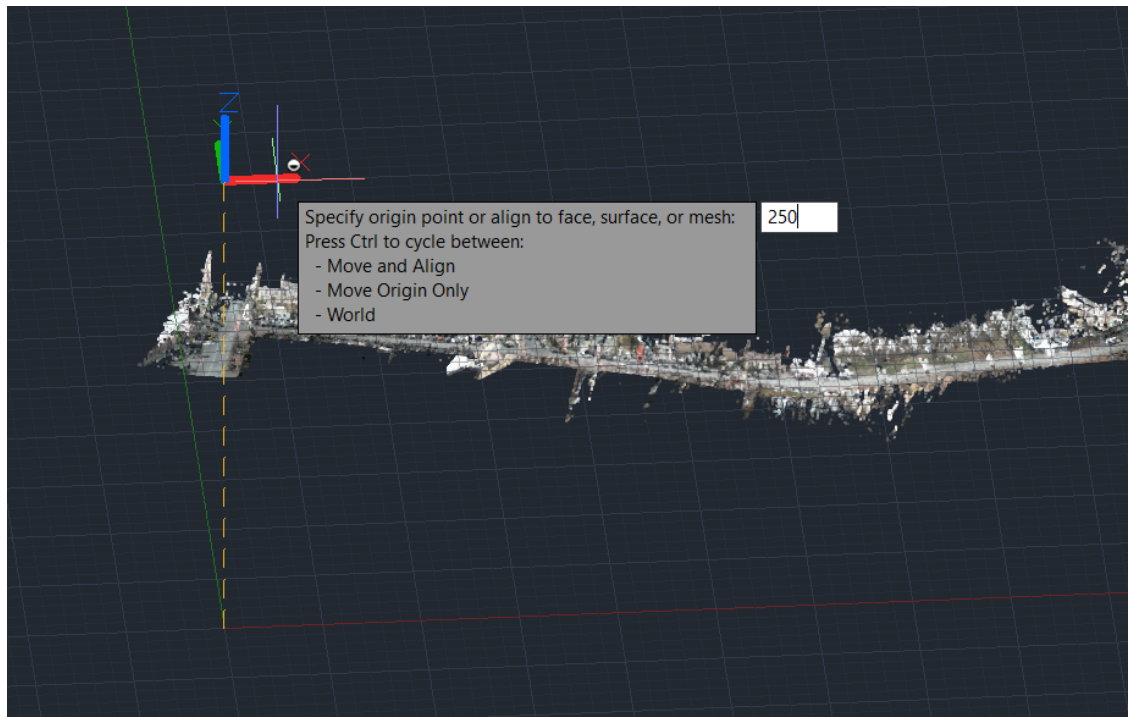 Z
Y
X
Specify origin point or align to face, surface, or mesh: 250
Press Ctrl to cycle between:
- Move and Align
- Move Origin Only
- World